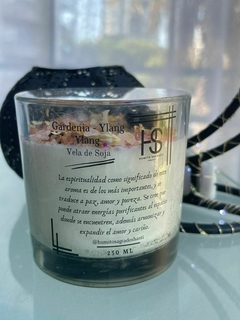 Gardenia - Ylang
Ylang
Vela de Soja
HS
La espiritualidad como significado de este
aroma es de los más importantes, y se
traduce a paz, amor y pureza. Se cree que
puede atraer energías purificantes al espacio
donde se encuentren, además aromatizar y
expandir el amor y cariño.
@humitosagradoshumi
250 ML